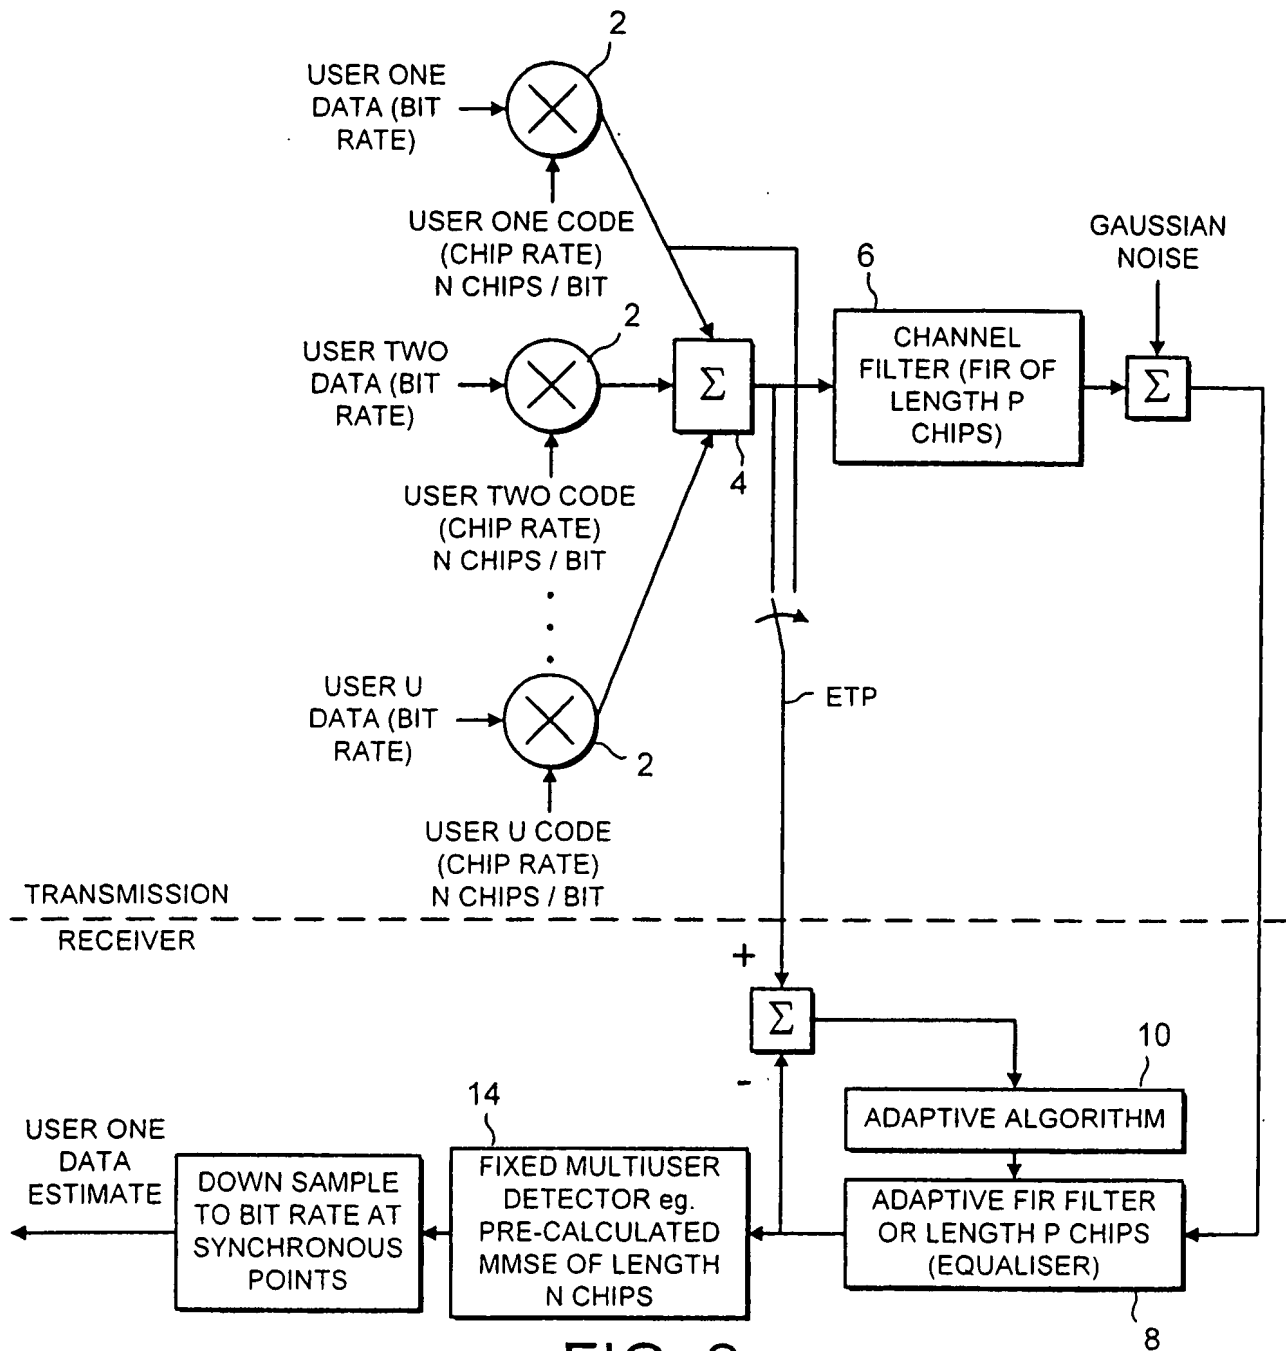 2
USER ONE
DATA (BIT
RATE)
USER ONE CODE
(CHIP RATE)
N CHIPS / BIT
GAUSSIAN
NOISE
6
2
USER TWO
DATA (BIT
RATE)
Σ
4
CHANNEL
FILTER (FIR OF
LENGTH P
CHIPS)
Σ
USER TWO CODE
(CHIP RATE)
N CHIPS / BIT
USER U
DATA (BIT
RATE)
2
ETP
USER U CODE
(CHIP RATE)
N CHIPS / BIT
TRANSMISSION
RECEIVER
+
Σ
-
10
ADAPTIVE ALGORITHM
14
USER ONE
DATA
ESTIMATE
DOWN SAMPLE
TO BIT RATE AT
SYNCHRONOUS
POINTS
FIXED MULTIUSER
DETECTOR eg.
PRE-CALCULATED
MMSE OF LENGTH
N CHIPS
ADAPTIVE FIR FILTER
OR LENGTH P CHIPS
(EQUALISER)
8